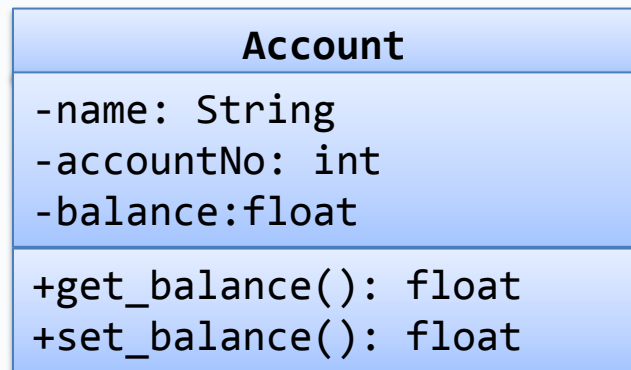 Account
-name: String
-accountNo: int
-balance:float
+get_balance(): float
+set_balance(): float